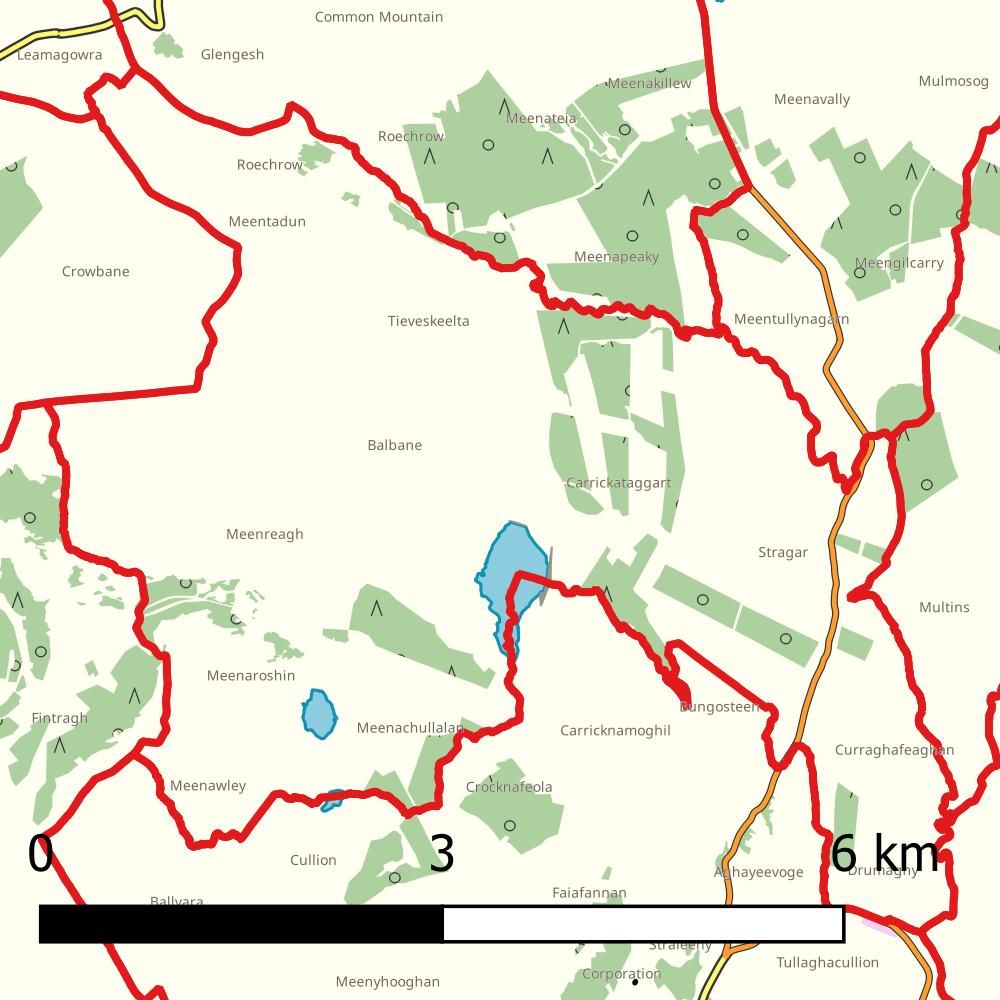 Common Mountain
Leamagowra
Glengesh
Meenakillew
Mulmosog
Meenavally
Meenateia
Roechrow
Roechrow
Meentadun
Meenapeaky
Meengilcarry
Crowbane
Tieveskeelta
Meentullynagarn
Balbane
Carrickataggart
Meenreagh
Stragar
Multins
Meenaroshin
Bungosteen
Fintragh
Meenachullalan
Carricknamoghil
Curraghafeaghan
Meenawley
Crocknafeola
0 3 6 km
Cullion
Aghayeevoge
Drumaghy
Faiafannan
Ballyara
Straleeny
Tullaghacullion
Corporation
Meenyhooghan